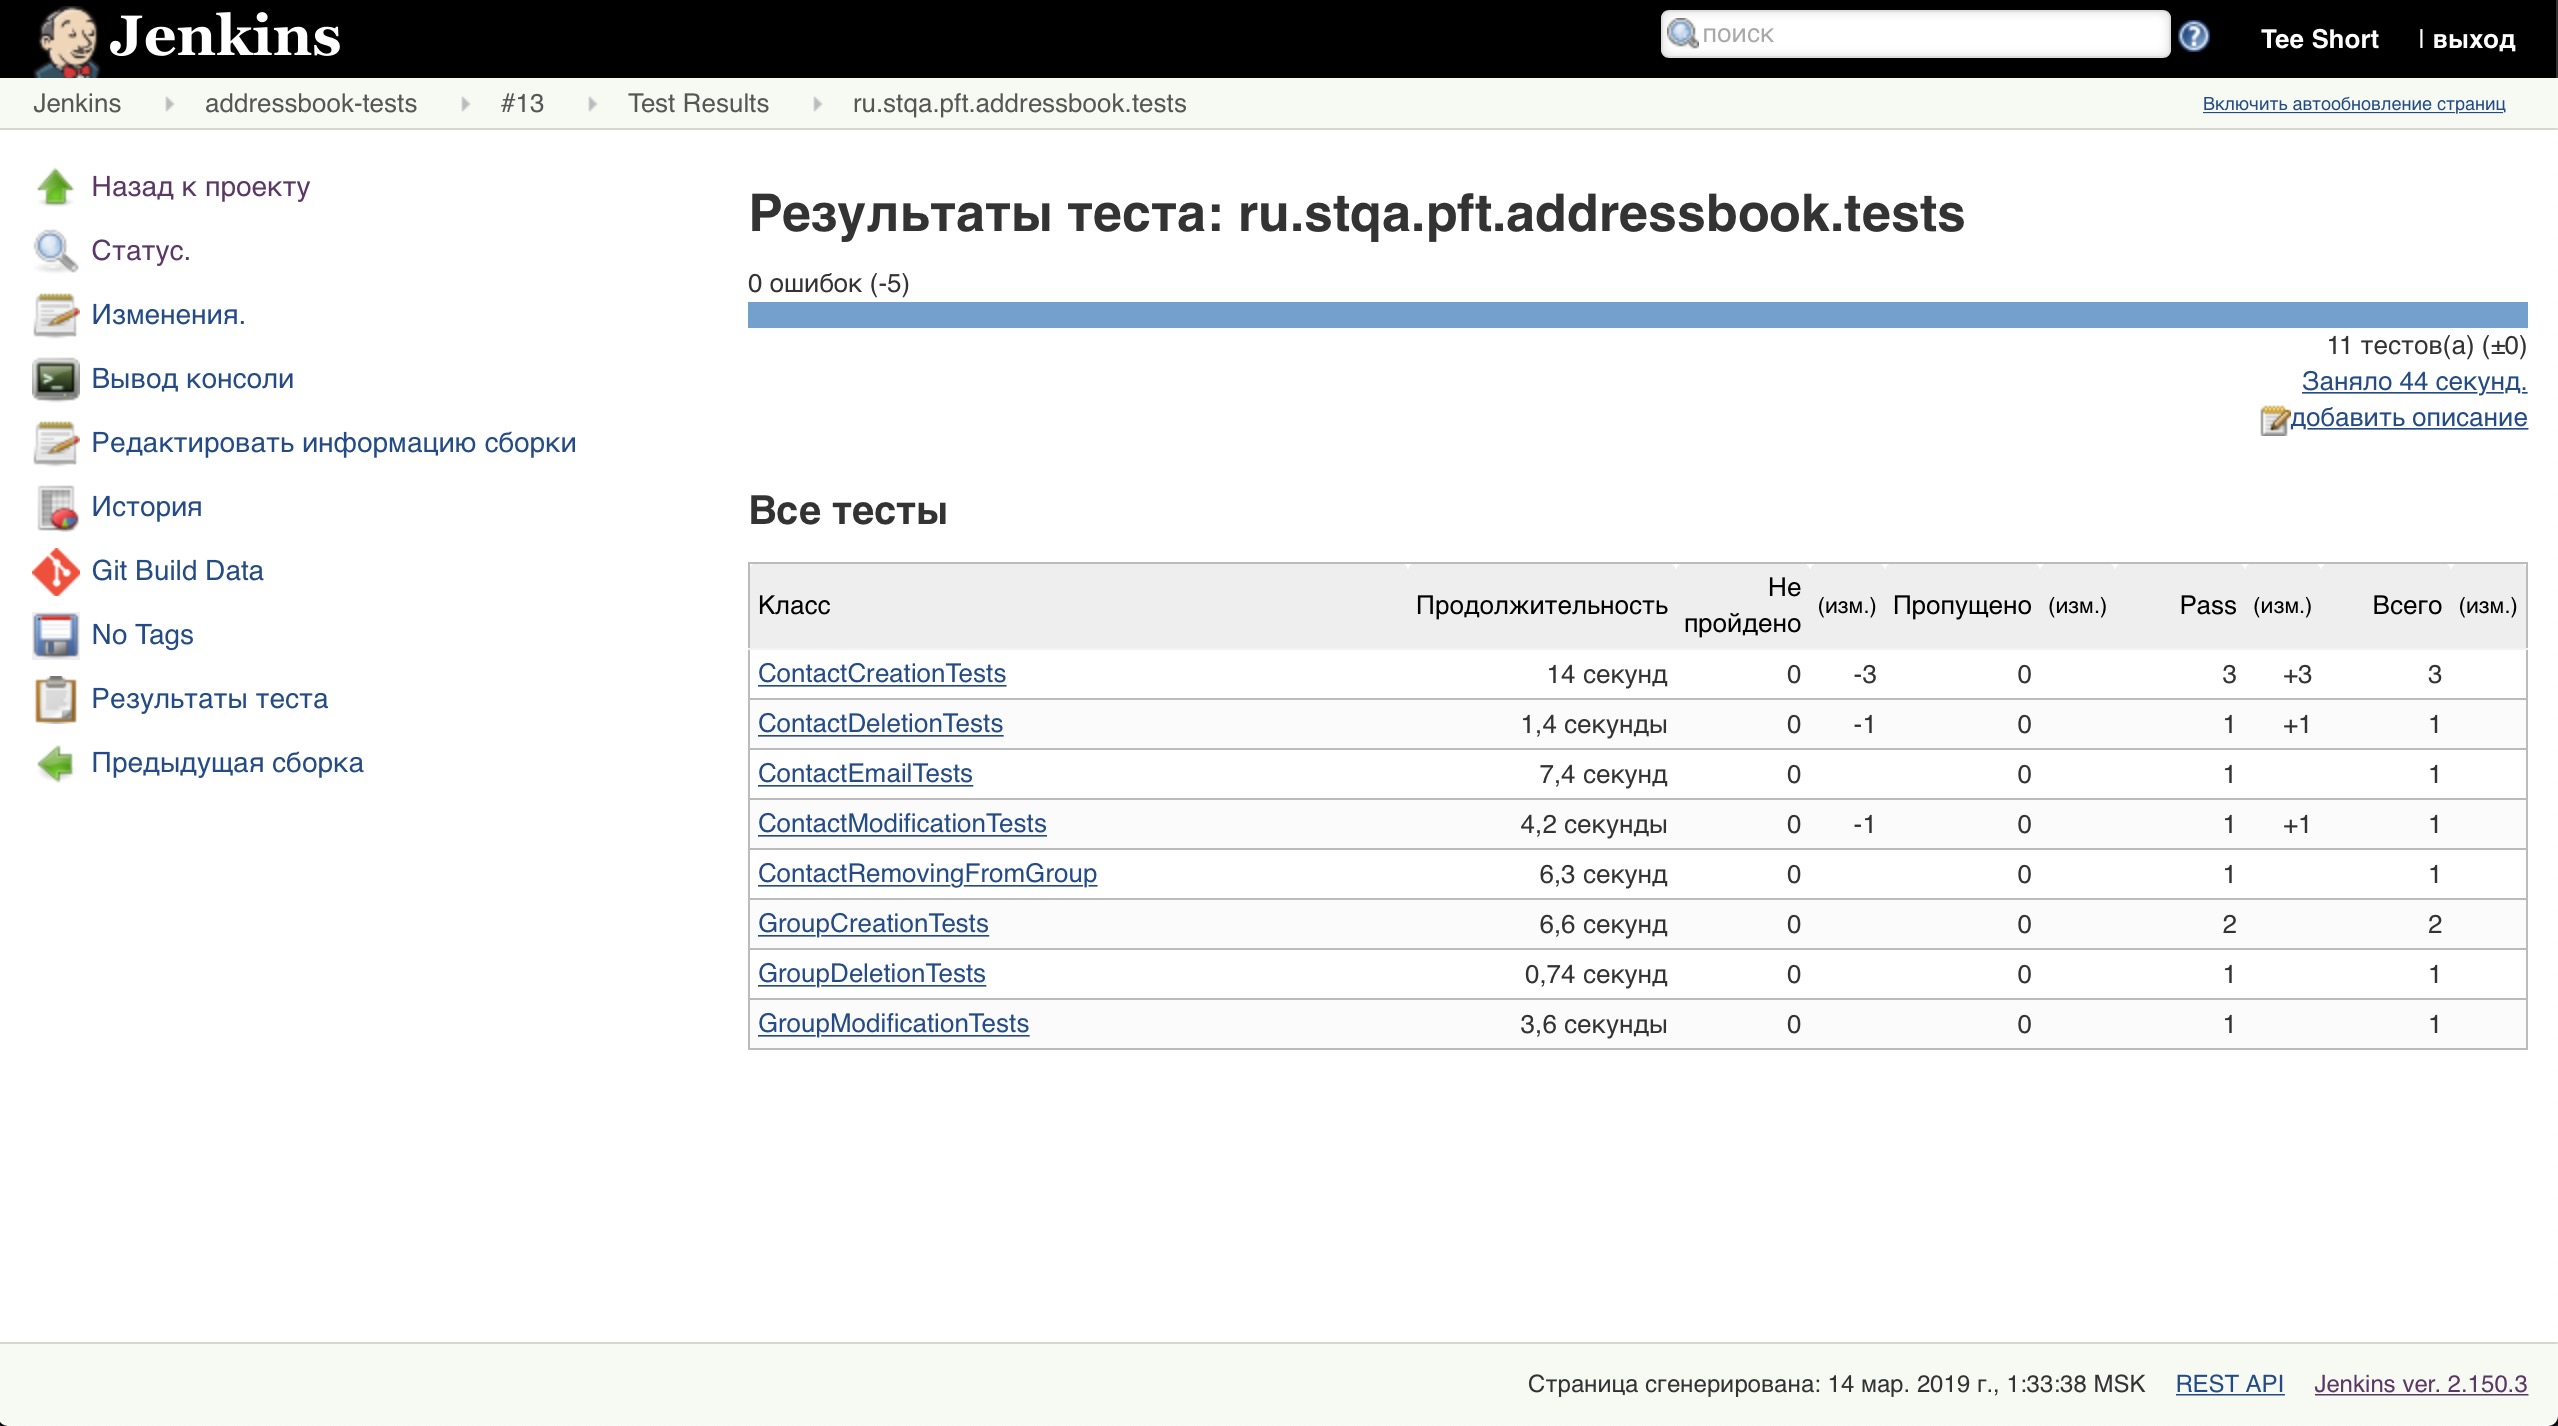 Jenkins
поиск
Tee Short | выход
Jenkins addressbook-tests #13 Test Results ru.stqa.pft.addressbook.tests
Включить автообновление страниц
Назад к проекту
Статус.
Изменения.
Вывод консоли
Редактировать информацию сборки
История
Git Build Data
No Tags
Результаты теста
Предыдущая сборка
Результаты теста: ru.stqa.pft.addressbook.tests
0 ошибок (-5)
11 тестов(а) (±0)
Заняло 44 секунд.
добавить описание
Все тесты
Класс Продолжительность Не пройдено (изм.) Пропущено (изм.) Pass (изм.) Всего (изм.)
ContactCreationTests 14 секунд 0 -3 0 3 +3 3
ContactDeletionTests 1,4 секунды 0 -1 0 1 +1 1
ContactEmailTests 7,4 секунд 0 0 1 1
ContactModificationTests 4,2 секунды 0 -1 0 1 +1 1
ContactRemovingFromGroup 6,3 секунд 0 0 1 1
GroupCreationTests 6,6 секунд 0 0 2 2
GroupDeletionTests 0,74 секунд 0 0 1 1
GroupModificationTests 3,6 секунды 0 0 1 1
Страница сгенерирована: 14 мар. 2019 г., 1:33:38 MSK REST API Jenkins ver. 2.150.3